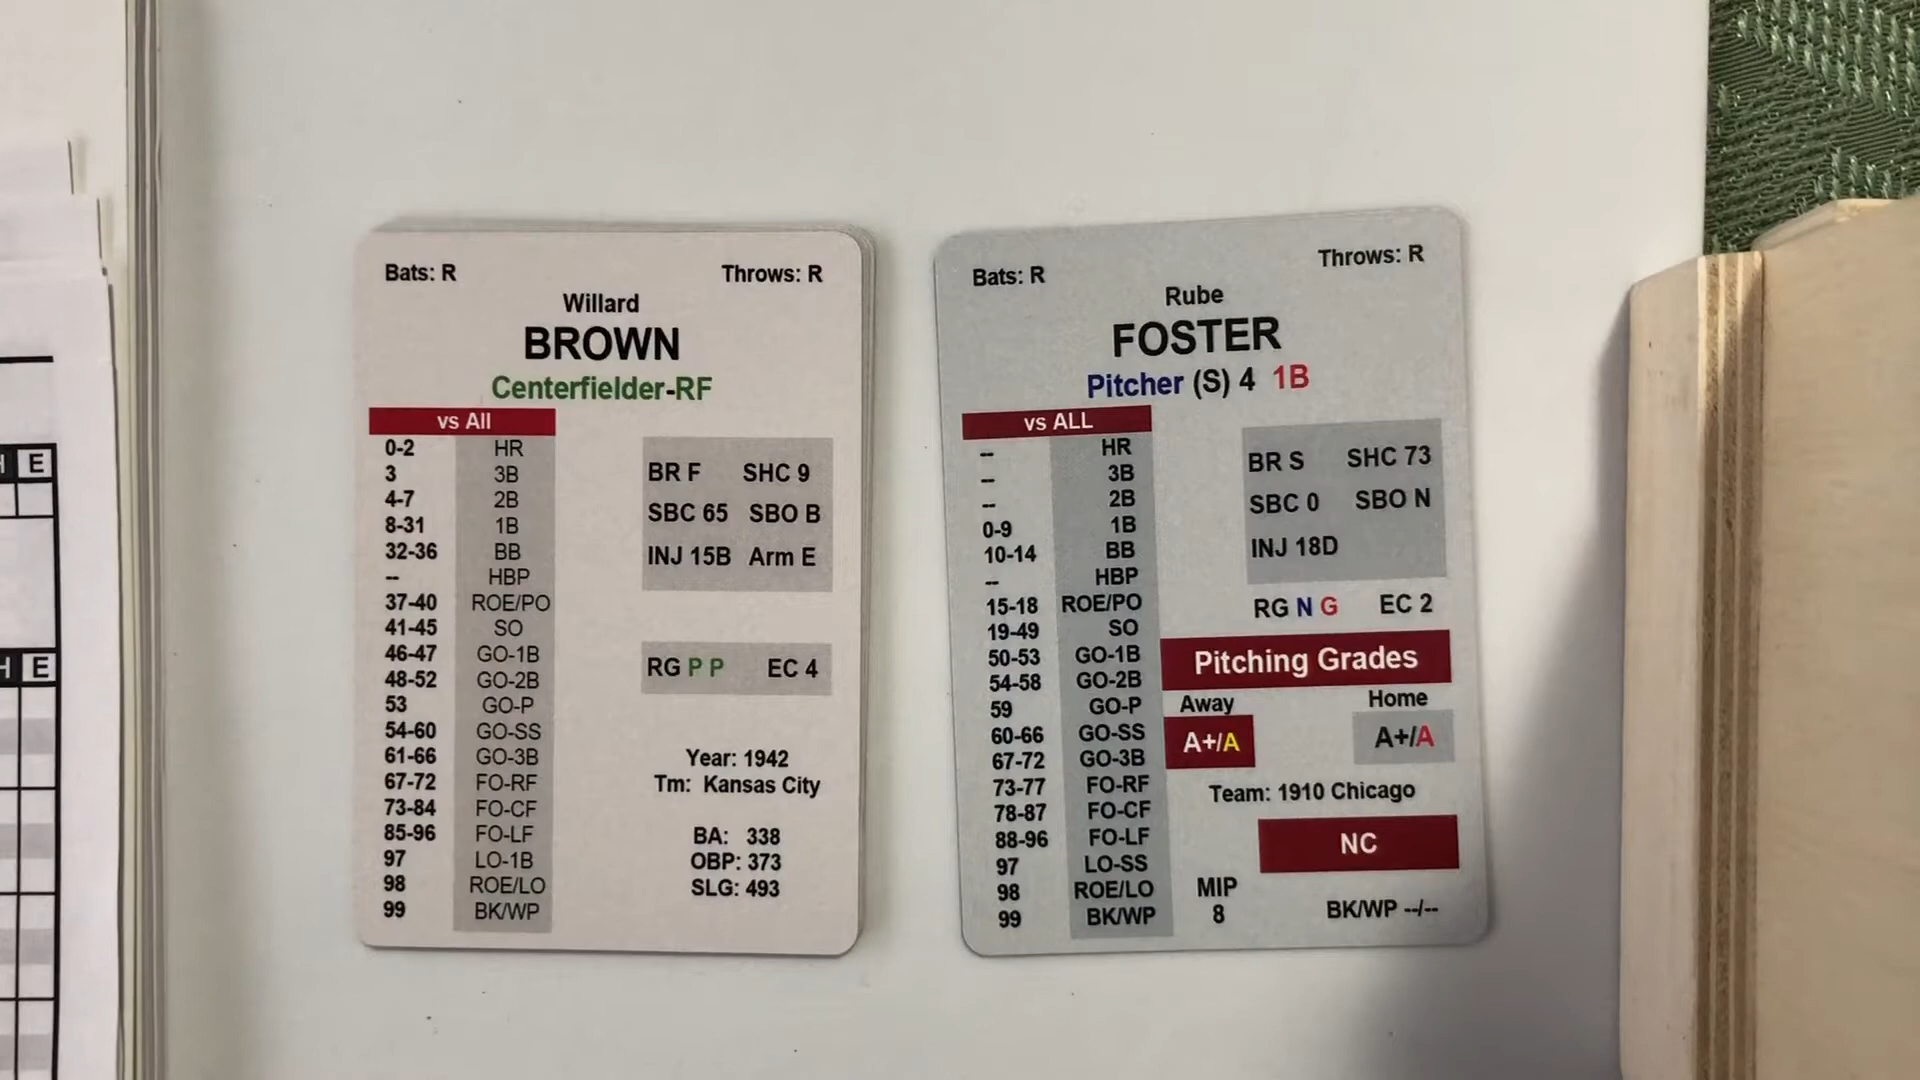 E
E
Bats: R Throws: R
Willard
BROWN
Centerfielder-RF
vs All
0-2 HR
3 3B
4-7 2B
8-31 1B
32-36 BB
-- HBP
37-40 ROE/PO
41-45 SO
46-47 GO-1B
48-52 GO-2B
53 GO-P
54-60 GO-SS
61-66 GO-3B
67-72 FO-RF
73-84 FO-CF
85-96 FO-LF
97 LO-1B
98 ROE/LO
99 BK/WP
BR F SHC 9
SBC 65 SBO B
INJ 15B Arm E
RG P P EC 4
Year: 1942
Tm: Kansas City
BA: 338
OBP: 373
SLG: 493
Bats: R Throws: R
Rube
FOSTER
Pitcher (S) 4 1B
vs ALL
-- HR
-- 3B
-- 2B
0-9 1B
10-14 BB
-- HBP
15-18 ROE/PO
19-49 SO
50-53 GO-1B
54-58 GO-2B
59 GO-P
60-66 GO-SS
67-72 GO-3B
73-77 FO-RF
78-87 FO-CF
88-96 FO-LF
97 LO-SS
98 ROE/LO
99 BK/WP
BR S SHC 73
SBC 0 SBO N
INJ 18D
RG N G EC 2
Pitching Grades
Away Home
A+/A A+/A
Team: 1910 Chicago
NC
MIP
8
BK/WP --/--